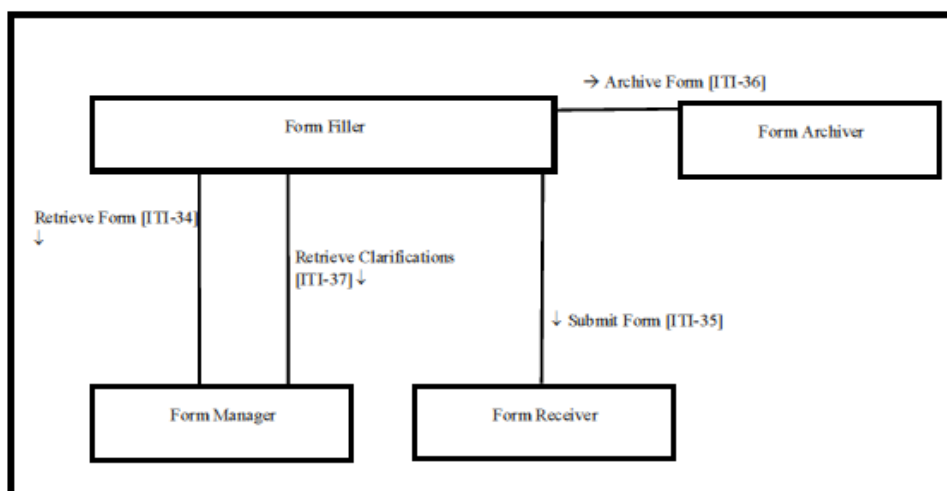 → Archive Form [ITI-36]
Form Filler
Form Archiver
Retrieve Form [ITI-34]
↓
Retrieve Clarifications
[ITI-37] ↓
↓ Submit Form [ITI-35]
Form Manager
Form Receiver